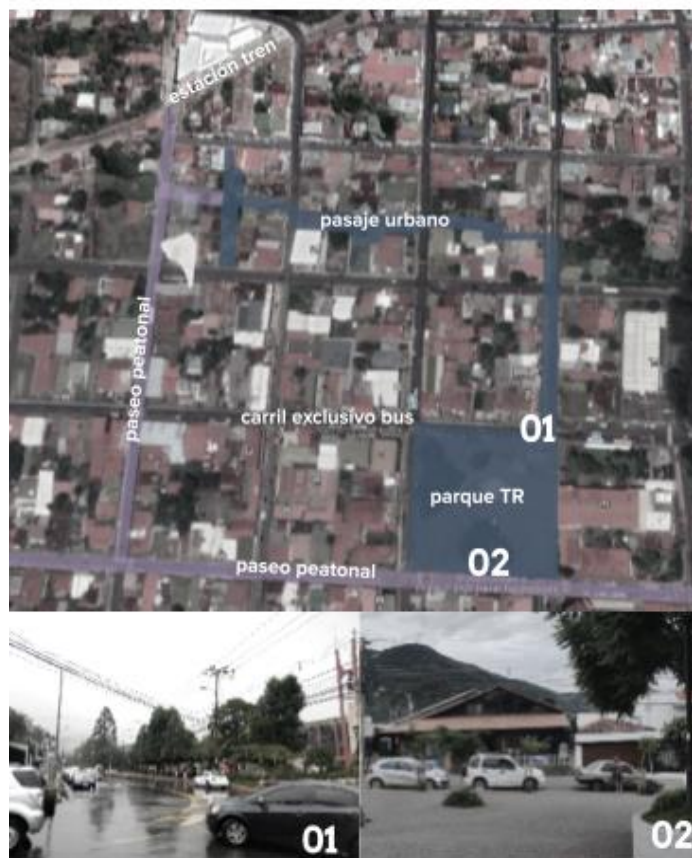 estación tren
pasaje urbano
paseo peatonal
carril exclusivo bus
01
parque TR
02
paseo peatonal
01
02